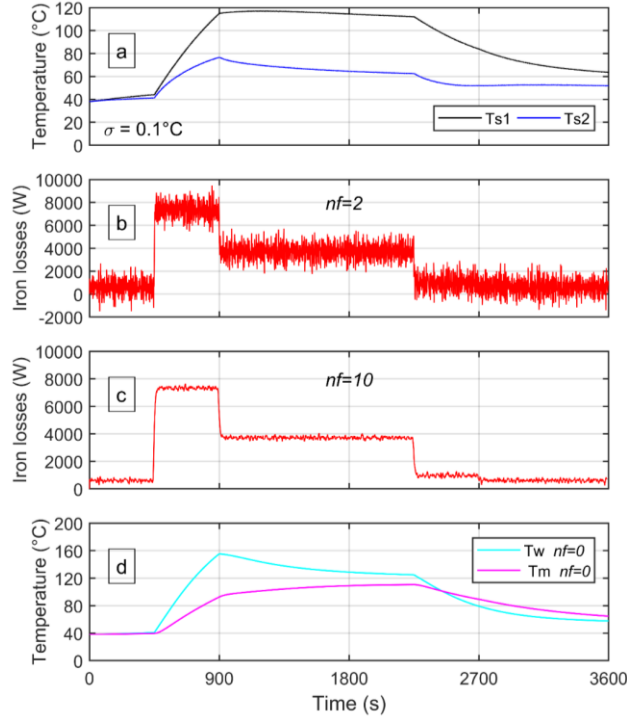 Temperature (°C)
120
100
80
60
40
20
0
a
σ = 0.1°C
Ts1
Ts2
Iron losses (W)
10000
8000
6000
4000
2000
0
-2000
b
nf=2
Iron losses (W)
10000
8000
6000
4000
2000
0
c
nf=10
Temperature (°C)
200
160
120
80
40
0
d
Tw nf=0
Tm nf=0
0 900 1800 2700 3600
Time (s)